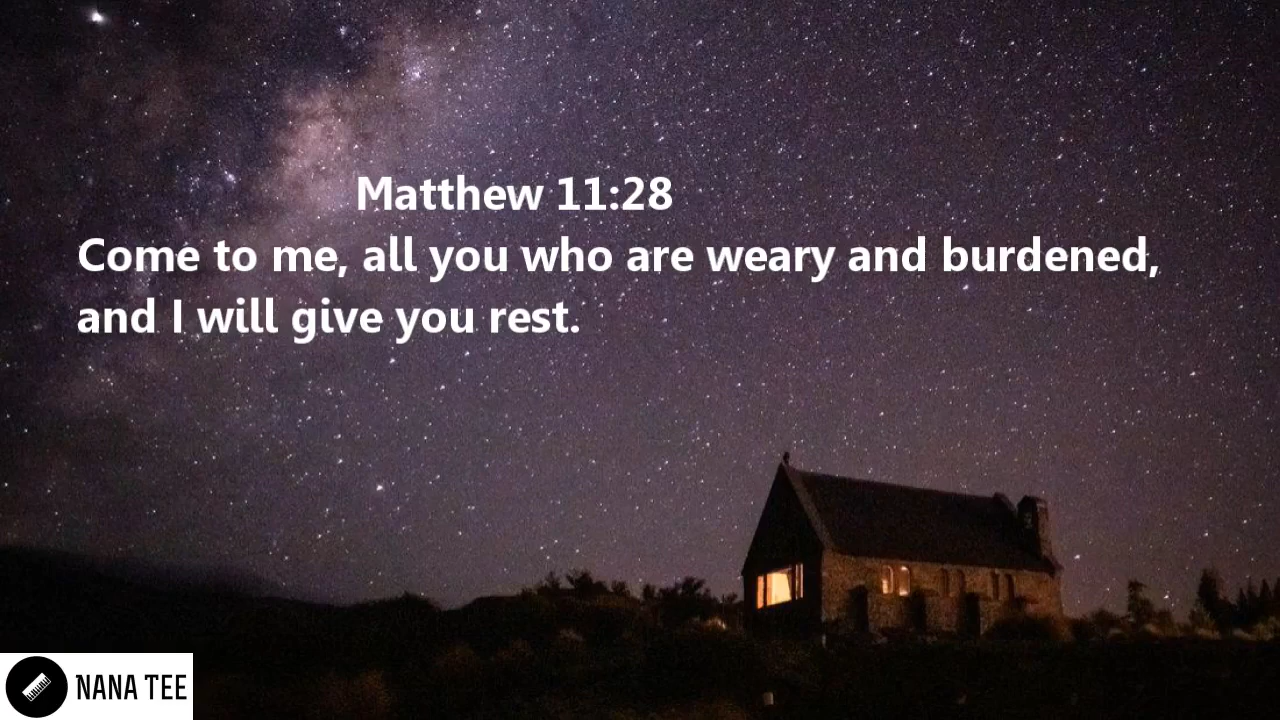 Matthew 11:28
Come to me, all you who are weary and burdened,
and I will give you rest.
NANA TEE